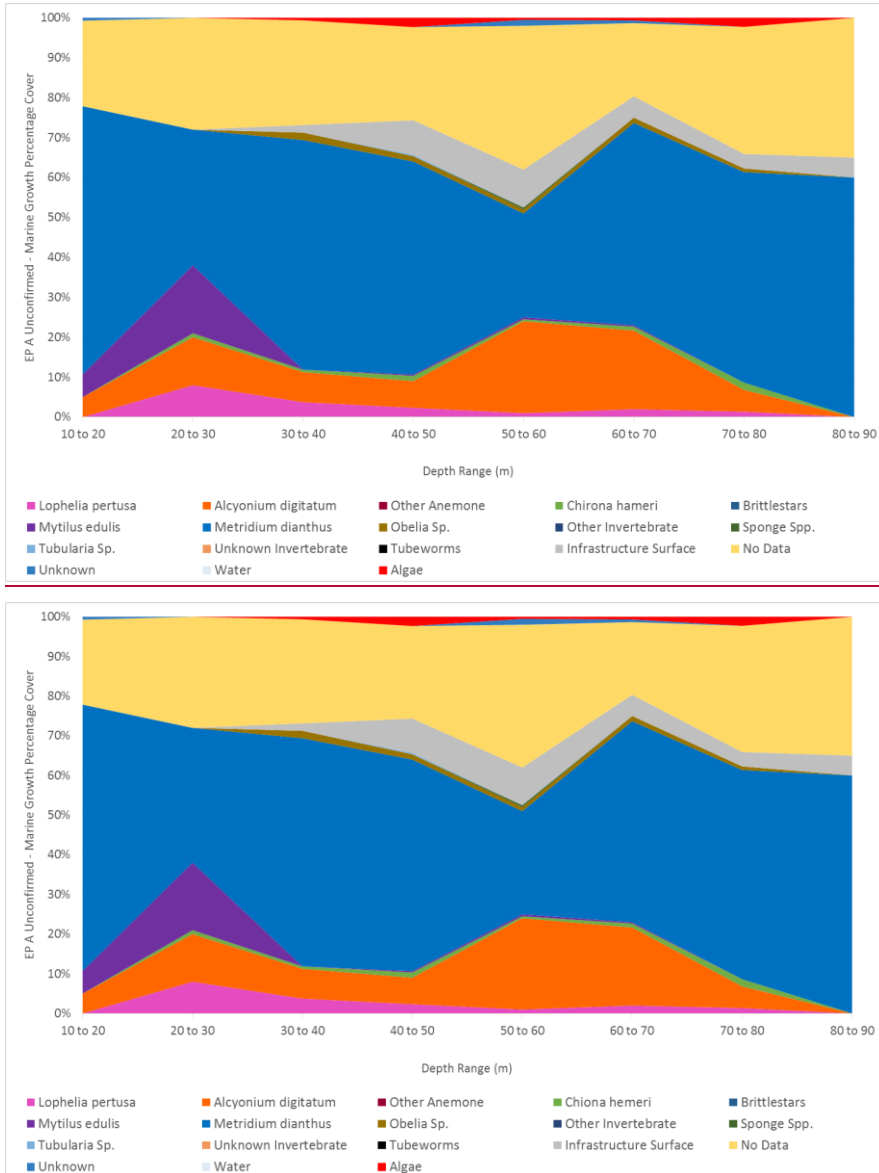 100%
90%
80%
70%
60%
50%
40%
30%
20%
10%
0%
EP A Unconfirmed - Marine Growth Percentage Cover
10 to 20 20 to 30 30 to 40 40 to 50 50 to 60 60 to 70 70 to 80 80 to 90
Depth Range (m)
Lophelia pertusa Alcyonium digitatum Other Anemone Chirona hameri Brittlestars
Mytilus edulis Metridium dianthus Obelia Sp. Other Invertebrate Sponge Spp.
Tubularia Sp. Unknown Invertebrate Tubeworms Infrastructure Surface No Data
Unknown Water Algae
100%
90%
80%
70%
60%
50%
40%
30%
20%
10%
0%
EP A Unconfirmed - Marine Growth Percentage Cover
10 to 20 20 to 30 30 to 40 40 to 50 50 to 60 60 to 70 70 to 80 80 to 90
Depth Range (m)
Lophelia pertusa Alcyonium digitatum Other Anemone Chiona hemeri Brittlestars
Mytilus edulis Metridium dianthus Obelia Sp. Other Invertebrate Sponge Spp.
Tubularia Sp. Unknown Invertebrate Tubeworms Infrastructure Surface No Data
Unknown Water Algae